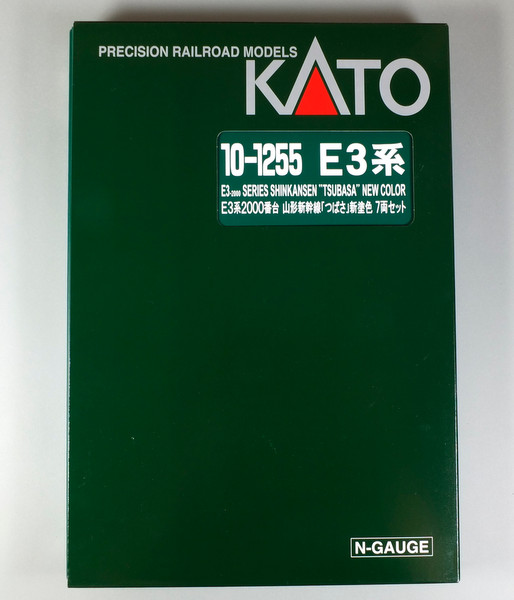 PRECISION RAILROAD MODELS
KATO
10-1255 E3系
E3-2000 SERIES SHINKANSEN "TSUBASA" NEW COLOR
E3系2000番台 山形新幹線「つばさ」新塗色 7両セット
N-GAUGE